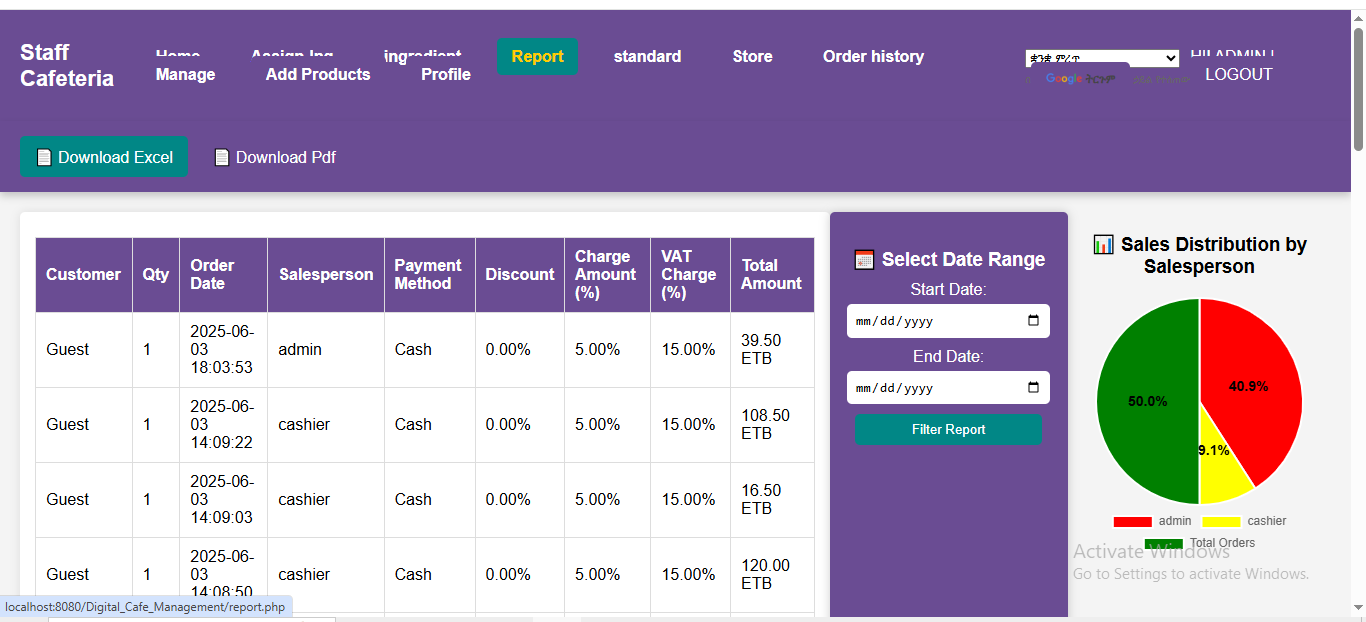 Staff
Cafeteria
Home
Manage
Assign Ing
Add Products
ingredient
Profile
Report
standard
Store
Order history
LOGOUT
Google ትርጉም
📄 Download Excel
📄 Download Pdf
Customer Qty Order Date Salesperson Payment Method Discount Charge Amount (%) VAT Charge (%) Total Amount
Guest 1 2025-06-03 18:03:53 admin Cash 0.00% 5.00% 15.00% 39.50 ETB
Guest 1 2025-06-03 14:09:22 cashier Cash 0.00% 5.00% 15.00% 108.50 ETB
Guest 1 2025-06-03 14:09:03 cashier Cash 0.00% 5.00% 15.00% 16.50 ETB
Guest 1 2025-06-03 14:08:50 cashier Cash 0.00% 5.00% 15.00% 120.00 ETB
📅 Select Date Range
Start Date:
mm/dd/yyyy
End Date:
mm/dd/yyyy
Filter Report
📊 Sales Distribution by
Salesperson
50.0%
40.9%
9.1%
admin
cashier
Total Orders
Activate Windows
Go to Settings to activate Windows.
localhost:8080/Digital_Cafe_Management/report.php